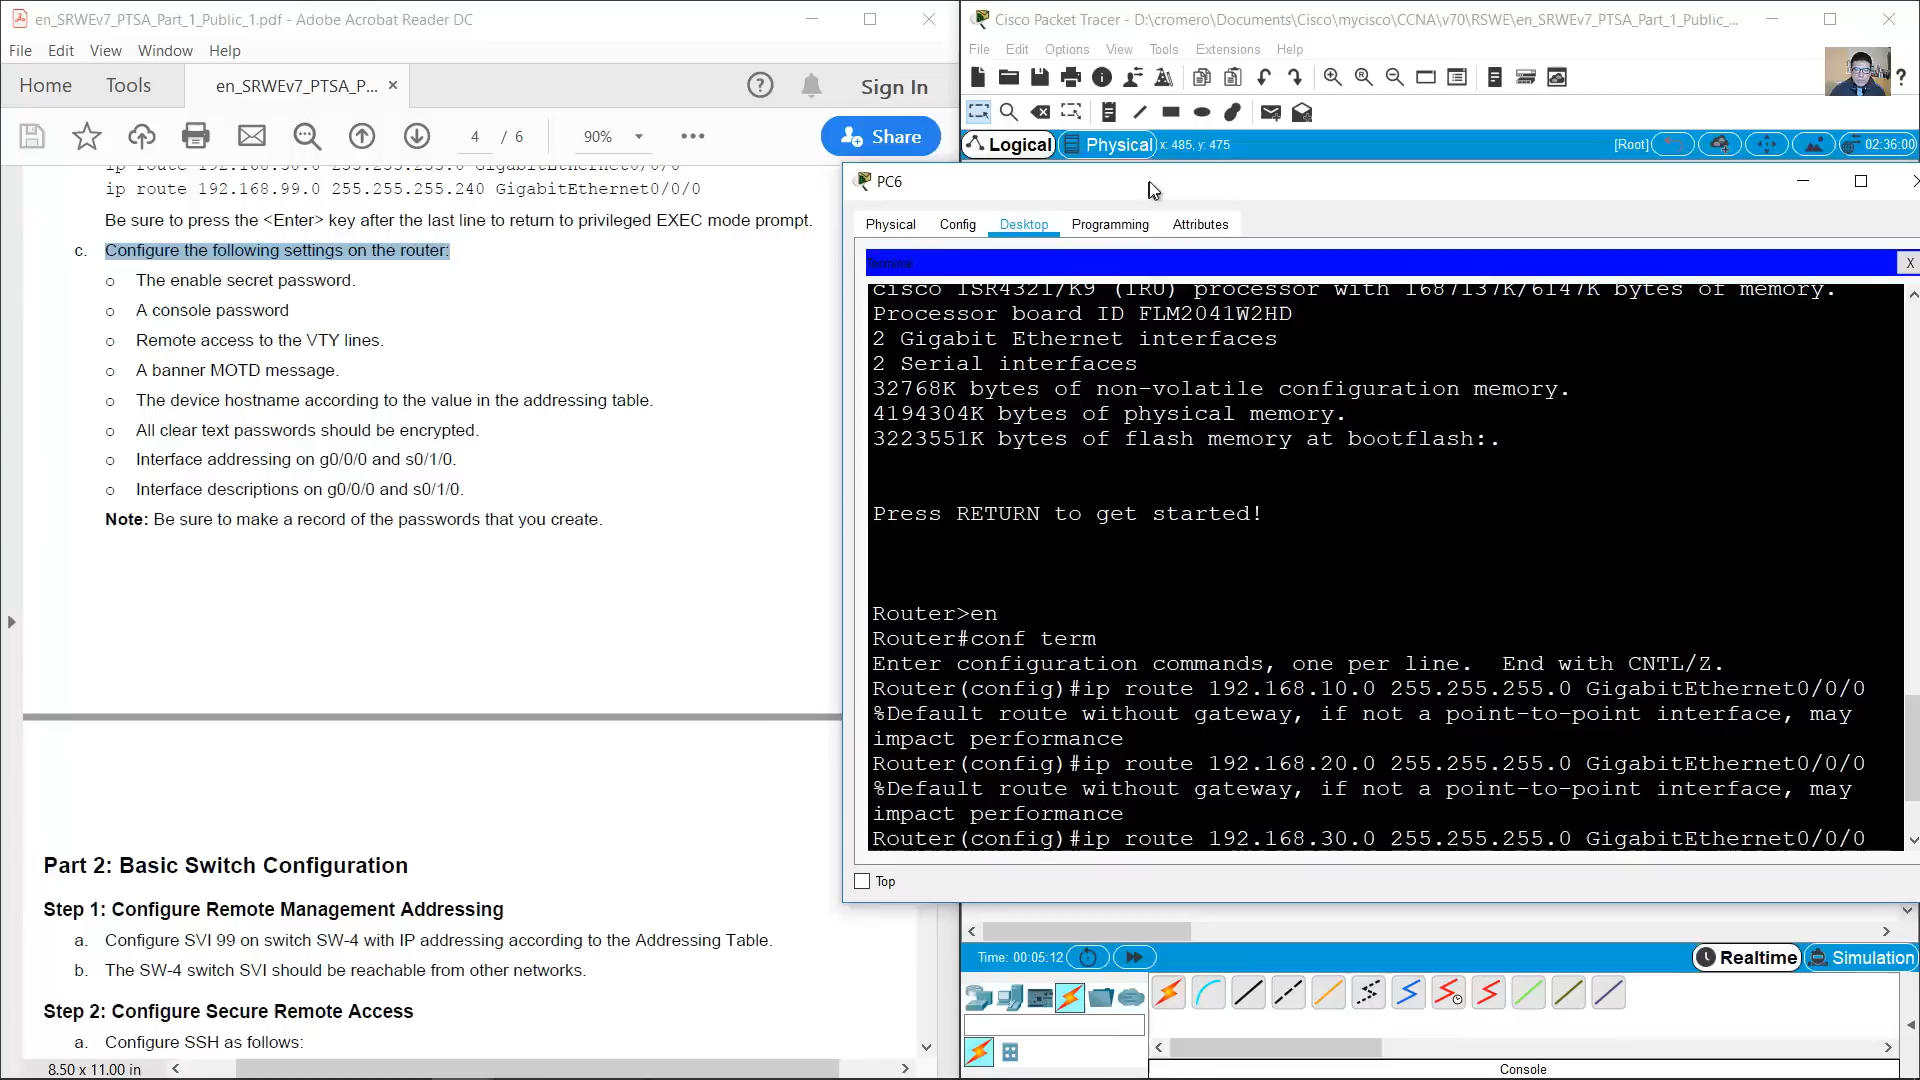 en_SRWEv7_PTSA_Part_1_Public_1.pdf - Adobe Acrobat Reader DC
File Edit View Window Help
Home Tools en_SRWEv7_PTSA_P... × Sign In
4 / 6 90% Share
ip route 192.168.99.0 255.255.255.240 GigabitEthernet0/0/0
Be sure to press the <Enter> key after the last line to return to privileged EXEC mode prompt.
c. Configure the following settings on the router:
o The enable secret password.
o A console password
o Remote access to the VTY lines.
o A banner MOTD message.
o The device hostname according to the value in the addressing table.
o All clear text passwords should be encrypted.
o Interface addressing on g0/0/0 and s0/1/0.
o Interface descriptions on g0/0/0 and s0/1/0.
Note: Be sure to make a record of the passwords that you create.
Part 2: Basic Switch Configuration
Step 1: Configure Remote Management Addressing
a. Configure SVI 99 on switch SW-4 with IP addressing according to the Addressing Table.
b. The SW-4 switch SVI should be reachable from other networks.
Step 2: Configure Secure Remote Access
a. Configure SSH as follows:
8.50 x 11.00 in
Cisco Packet Tracer - D:\cromero\Documents\Cisco\mycisco\CCNA\v70\RSWE\en_SRWEv7_PTSA_Part_1_Public_...
File Edit Options View Tools Extensions Help
?
Logical Physical x: 485, y: 475 [Root] 02:36:00
PC6
Physical Config Desktop Programming Attributes
Terminal X
cisco ISR4321/K9 (1RU) processor with 1687137K/6147K bytes of memory.
Processor board ID FLM2041W2HD
2 Gigabit Ethernet interfaces
2 Serial interfaces
32768K bytes of non-volatile configuration memory.
4194304K bytes of physical memory.
3223551K bytes of flash memory at bootflash:.
Press RETURN to get started!
Router>en
Router#conf term
Enter configuration commands, one per line.  End with CNTL/Z.
Router(config)#ip route 192.168.10.0 255.255.255.0 GigabitEthernet0/0/0
%Default route without gateway, if not a point-to-point interface, may
impact performance
Router(config)#ip route 192.168.20.0 255.255.255.0 GigabitEthernet0/0/0
%Default route without gateway, if not a point-to-point interface, may
impact performance
Router(config)#ip route 192.168.30.0 255.255.255.0 GigabitEthernet0/0/0
Top
Time: 00:05:12 Realtime Simulation
Console